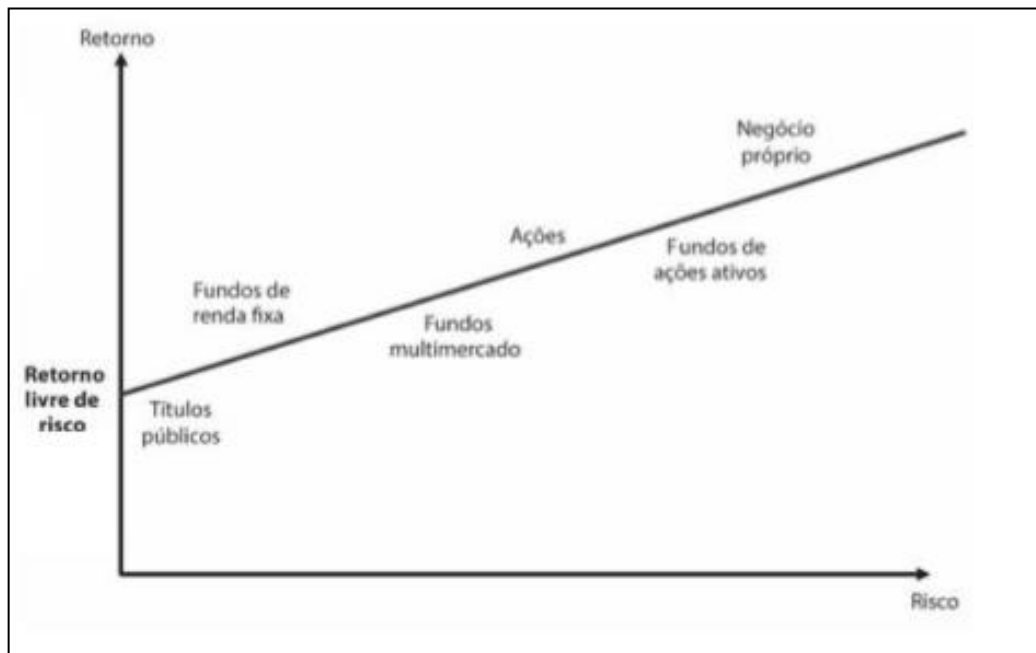 Retorno
Negócio
próprio
Ações
Fundos de
ações ativos
Fundos de
renda fixa
Fundos
multimercado
Retorno
livre de
risco
Títulos
públicos
Risco